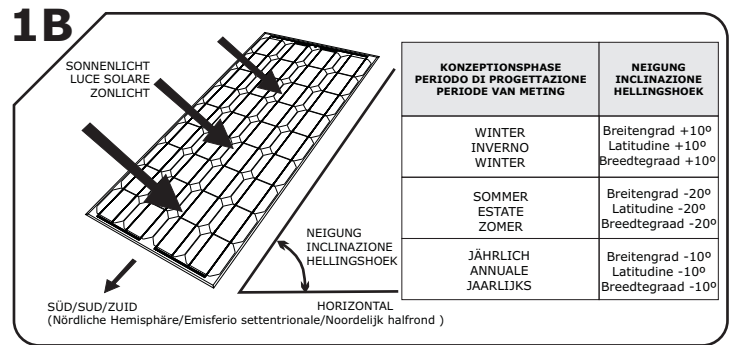 1B
SONNENLICHT
LUCE SOLARE
ZONLICHT
NEIGUNG
INCLINAZIONE
HELLINGSHOEK
SÜD/SUD/ZUID
HORIZONTAL
(Nördliche Hemisphäre/Emisferio settentrionale/Noordelijk halfrond )
KONZEPTIONSPHASE
PERIODO DI PROGETTAZIONE
PERIODE VAN METING
NEIGUNG
INCLINAZIONE
HELLINGSHOEK
WINTER
INVERNO
WINTER
Breitengrad +10º
Latitudine +10º
Breedtegraad +10º
SOMMER
ESTATE
ZOMER
Breitengrad -20º
Latitudine -20º
Breedtegraad -20º
JÄHRLICH
ANNUALE
JAARLIJKS
Breitengrad -10º
Latitudine -10º
Breedtegraad -10º